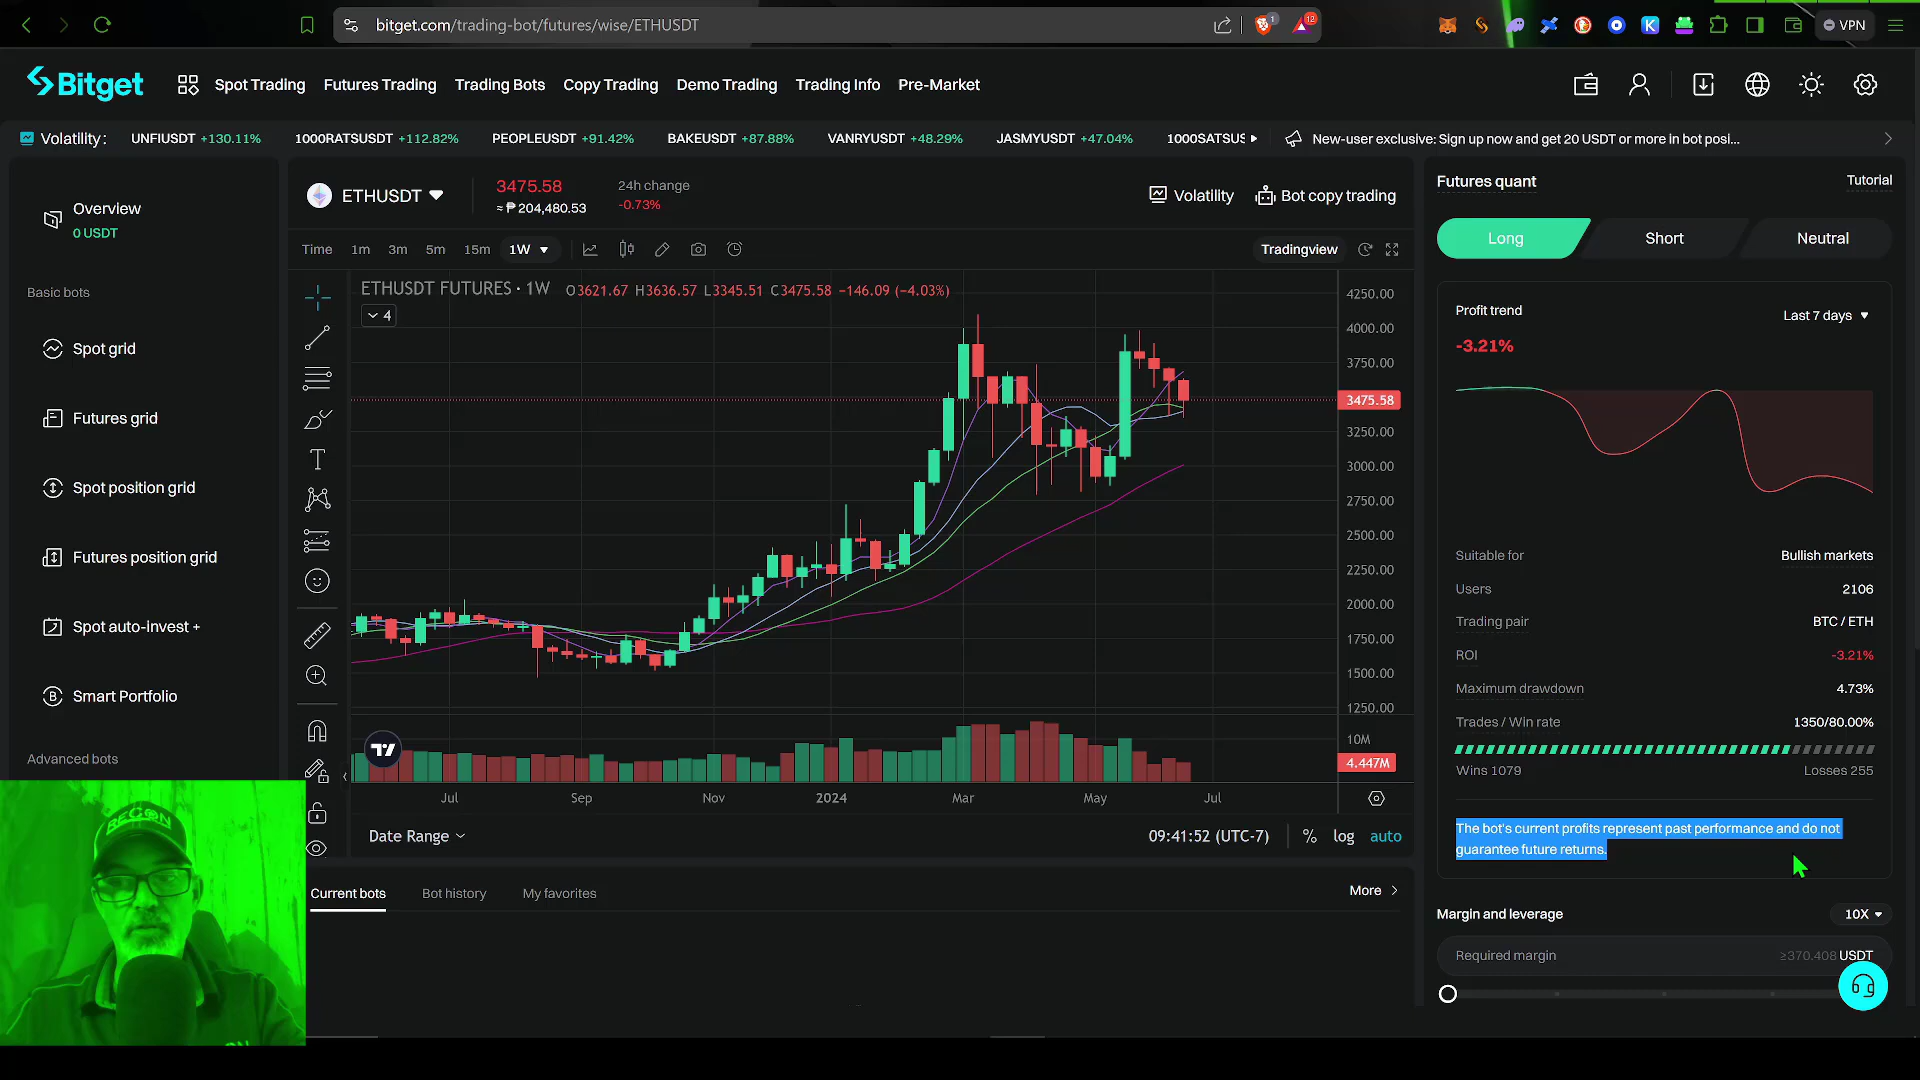 bitget.com/trading-bot/futures/wise/ETHUSDT
1
12
VPN
Bitget
Spot Trading
Futures Trading
Trading Bots
Copy Trading
Demo Trading
Trading Info
Pre-Market
Volatility:
UNFIUSDT +130.11%
1000RATSUSDT +112.82%
PEOPLEUSDT +91.42%
BAKEUSDT +87.88%
VANRYUSDT +48.29%
JASMYUSDT +47.04%
1000SATSUS
New-user exclusive: Sign up now and get 20 USDT or more in bot posi...
Overview
0 USDT
Basic bots
Spot grid
Futures grid
Spot position grid
Futures position grid
Spot auto-invest +
Smart Portfolio
Advanced bots
ETHUSDT
3475.58
≈ ₱ 204,480.53
24h change
-0.73%
Volatility
Bot copy trading
Time
1m
3m
5m
15m
1W
Tradingview
ETHUSDT FUTURES · 1W O3621.67 H3636.57 L3345.51 C3475.58 −146.09 (−4.03%)
4
4250.00
4000.00
3750.00
3475.58
3250.00
3000.00
2750.00
2500.00
2250.00
2000.00
1750.00
1500.00
1250.00
10M
4.447M
Jul
Sep
Nov
2024
Mar
May
Jul
Date Range
09:41:52 (UTC-7)
%
log
auto
Current bots
Bot history
My favorites
More
Futures quant
Tutorial
Long
Short
Neutral
Profit trend
Last 7 days
-3.21%
Suitable for
Bullish markets
Users
2106
Trading pair
BTC / ETH
ROI
-3.21%
Maximum drawdown
4.73%
Trades / Win rate
1350/80.00%
Wins 1079
Losses 255
The bot's current profits represent past performance and do not
guarantee future returns.
Margin and leverage
10X
Required margin
≥370.408 USDT
RECON